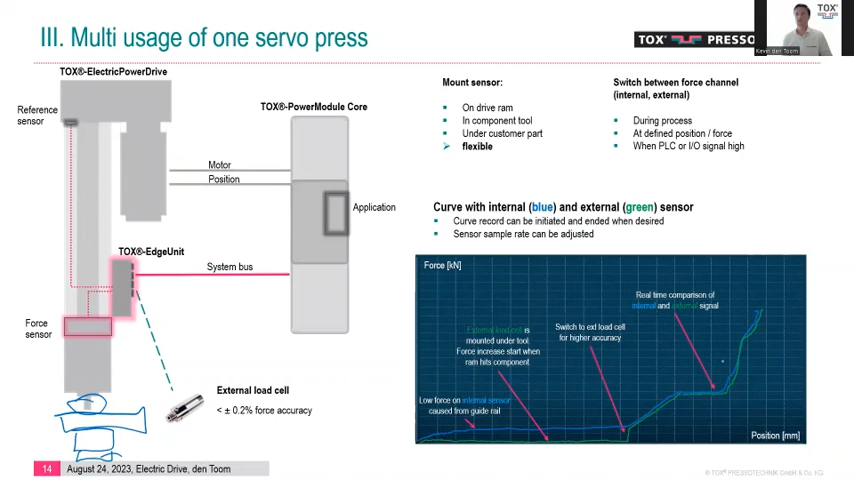 III. Multi usage of one servo press
TOX® PRESSO
TOX®
Kevin den Toom
TOX®-ElectricPowerDrive
Reference
sensor
TOX®-PowerModule Core
Motor
Position
Application
TOX®-EdgeUnit
System bus
Force
sensor
External load cell
< ± 0.2% force accuracy
Mount sensor:
On drive ram
In component tool
Under customer part
flexible
Switch between force channel
(internal, external)
During process
At defined position / force
When PLC or I/O signal high
Curve with internal (blue) and external (green) sensor
Curve record can be initiated and ended when desired
Sensor sample rate can be adjusted
Force [kN]
Real time comparison of
internal and external signal
External load cell is
mounted under tool.
Force increase start when
ram hits component
Switch to ext load cell
for higher accuracy
Low force on internal sensor
caused from guide rail
Position [mm]
14 August 24, 2023, Electric Drive, den Toom
© TOX® PRESSOTECHNIK GmbH & Co. KG